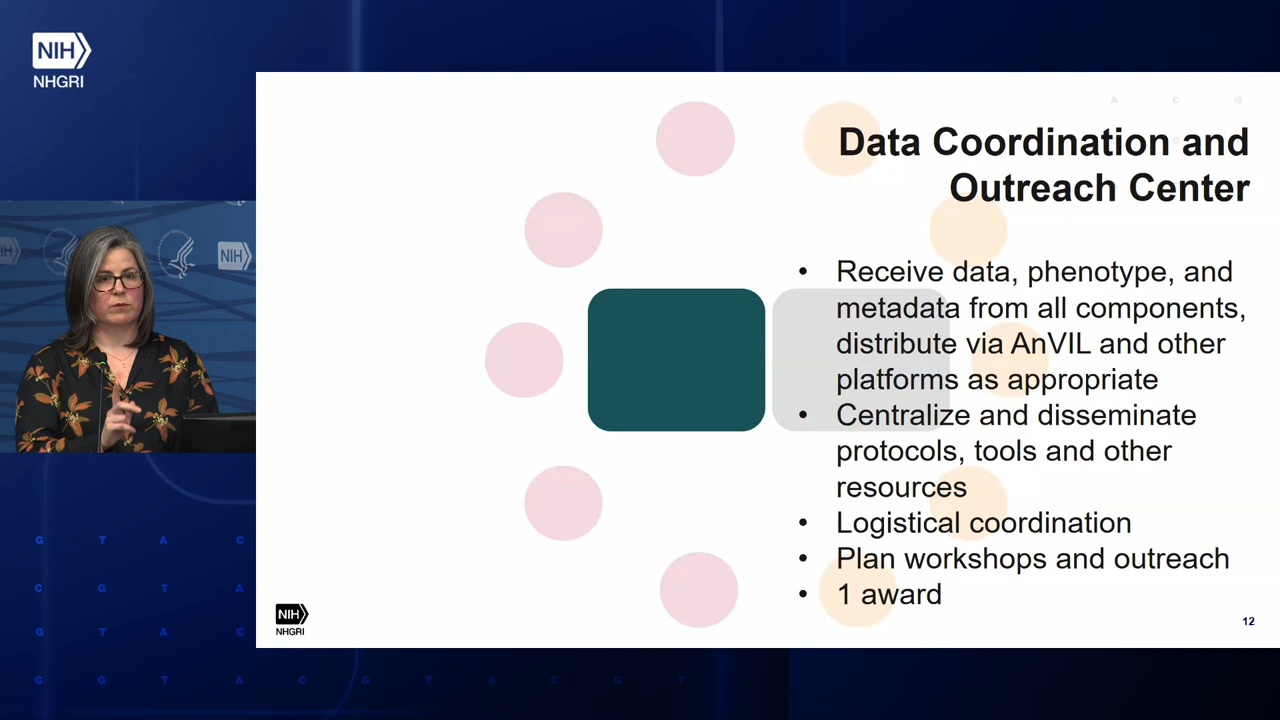 NIH
NHGRI
A C G
Data Coordination and
Outreach Center
• Receive data, phenotype, and
metadata from all components,
distribute via AnVIL and other
platforms as appropriate
• Centralize and disseminate
protocols, tools and other
resources
• Logistical coordination
• Plan workshops and outreach
• 1 award
NIH
NHGRI
12
NIH
G T A C
C G T A
G T A C
C G T A C G T A C G T